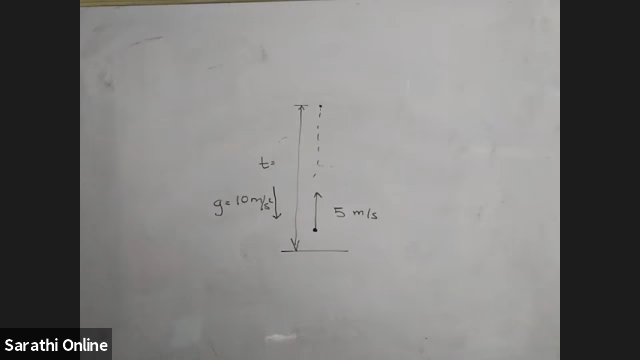 t=
g = 10 m/s²
5 m/s
Sarathi Online